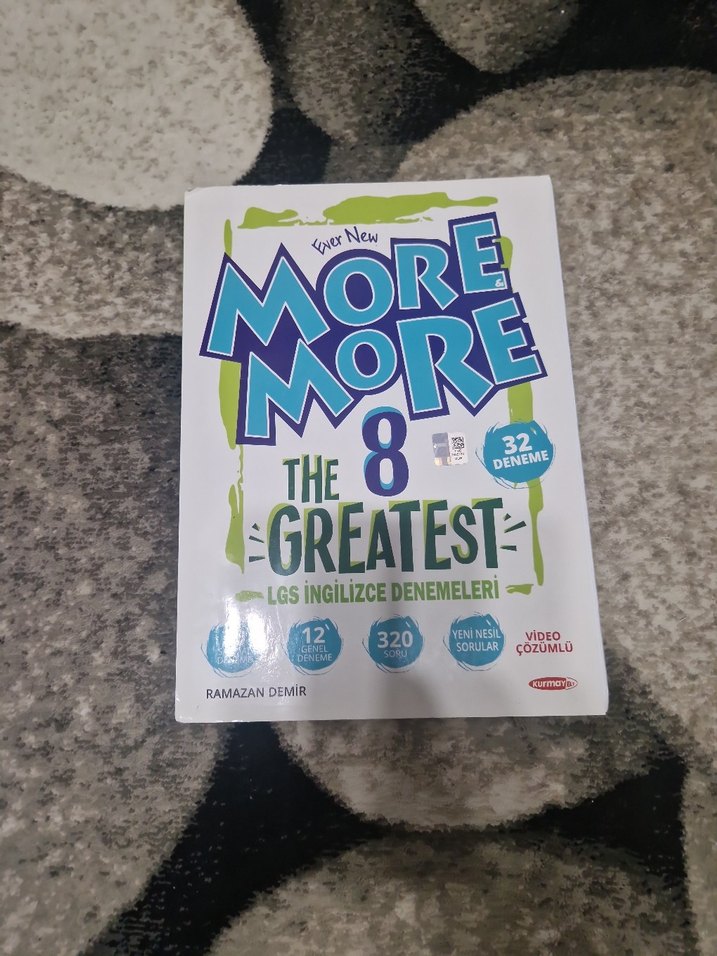 Ever New
MORE &
MORE
8
32
DENEME
THE
GREATEST
LGS İNGİLİZCE DENEMELERİ
12
GENEL
DENEME
320
SORU
YENİ NESİL
SORULAR
VİDEO
ÇÖZÜMLÜ
RAMAZAN DEMİR
KURMAY